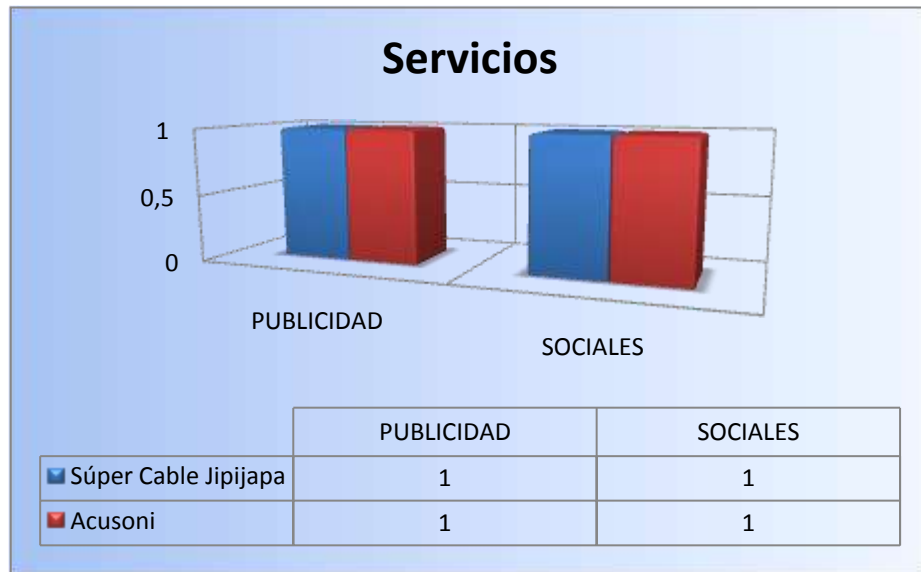 Servicios
1
0,5
0
PUBLICIDAD
SOCIALES
PUBLICIDAD SOCIALES
Súper Cable Jipijapa 1 1
Acusoni 1 1